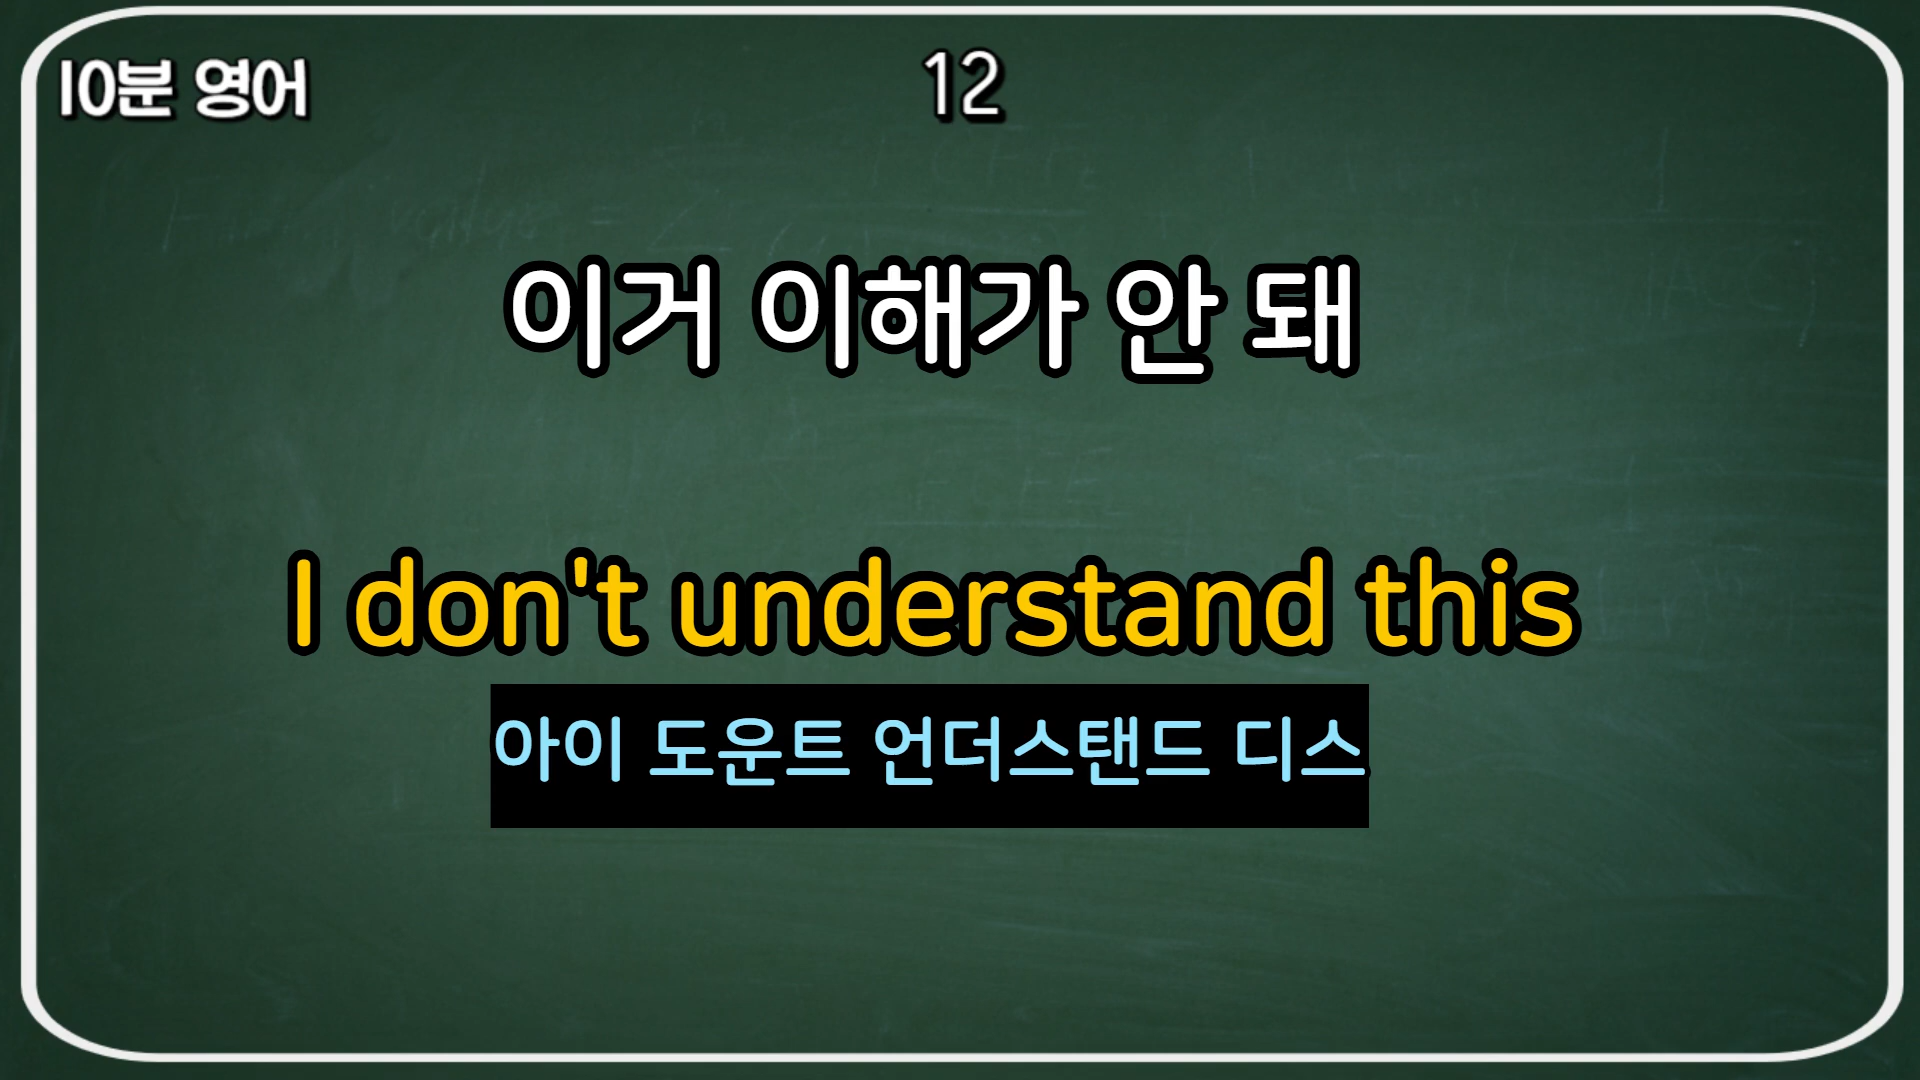 10분 영어
12
이거 이해가 안 돼
I don't understand this
아이 도운트 언더스탠드 디스